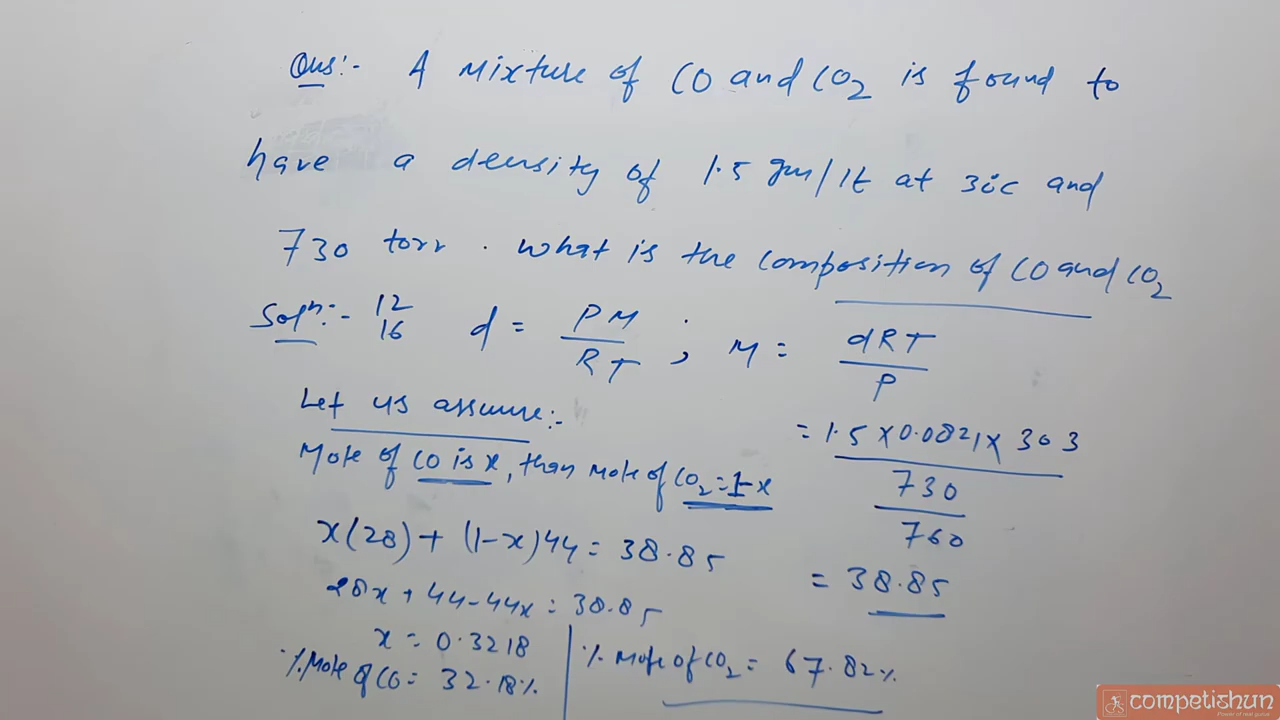 Ques:- A Mixture of CO and CO2 is found to
have a density of 1.5 gm/lt at 30°c and
730 torr. what is the composition of CO and CO2
Soln:- 12
16
d = PM / RT ; M = dRT / P
= 1.5 X 0.0821 X 303
730
760
= 38.85
Let us assume:-
Mole of CO is x, than mole of CO2 = 1-x
x(28) + (1-x)44 = 38.85
28x + 44-44x = 38.85
x = 0.3218
% Mole of CO = 32.18%
% Mole of CO2 = 67.82%
competishun